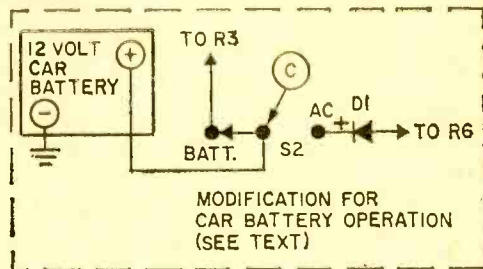 12 VOLT
CAR
BATTERY
+
−
TO R3
C
BATT.
S2
AC
+
D1
TO R6
MODIFICATION FOR
CAR BATTERY OPERATION
(SEE TEXT)